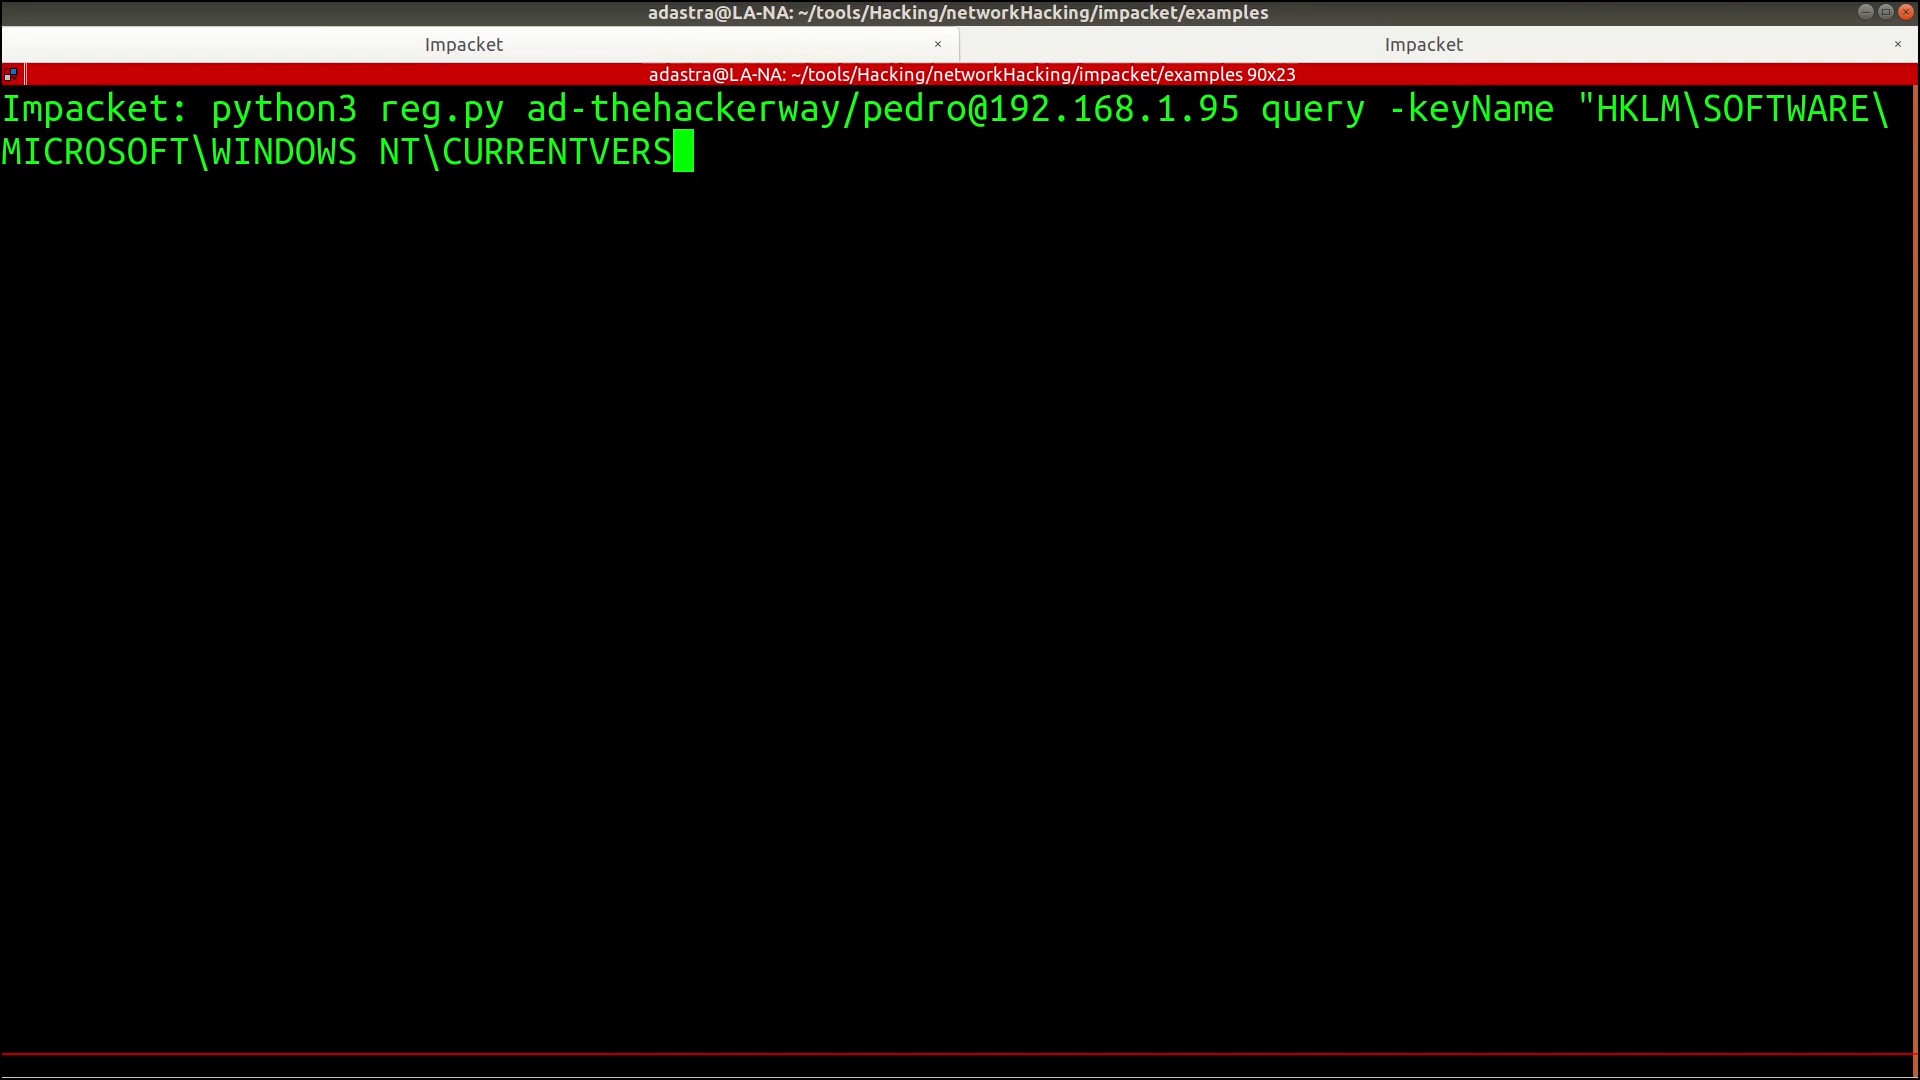 adastra@LA-NA: ~/tools/Hacking/networkHacking/impacket/examples
Impacket × Impacket ×
adastra@LA-NA: ~/tools/Hacking/networkHacking/impacket/examples 90x23
Impacket: python3 reg.py ad-thehackerway/pedro@192.168.1.95 query -keyName "HKLM\SOFTWARE\
MICROSOFT\WINDOWS NT\CURRENTVERS